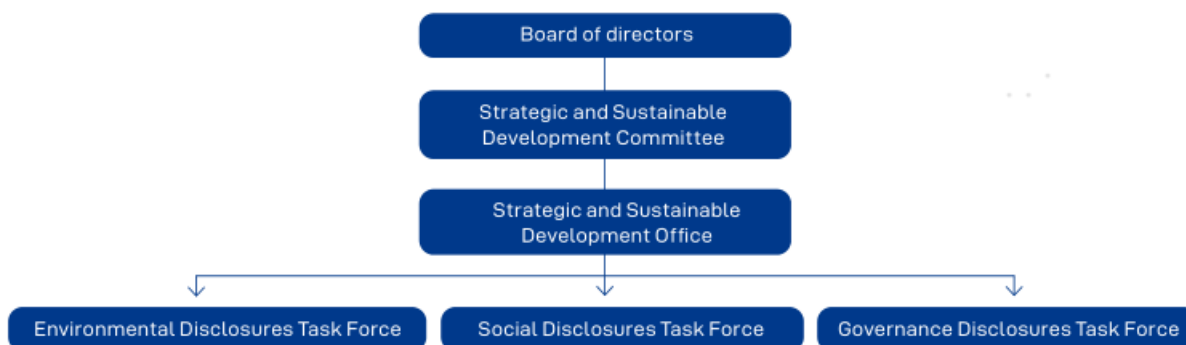 Board of directors
Strategic and Sustainable
Development Committee
Strategic and Sustainable
Development Office
Environmental Disclosures Task Force
Social Disclosures Task Force
Governance Disclosures Task Force